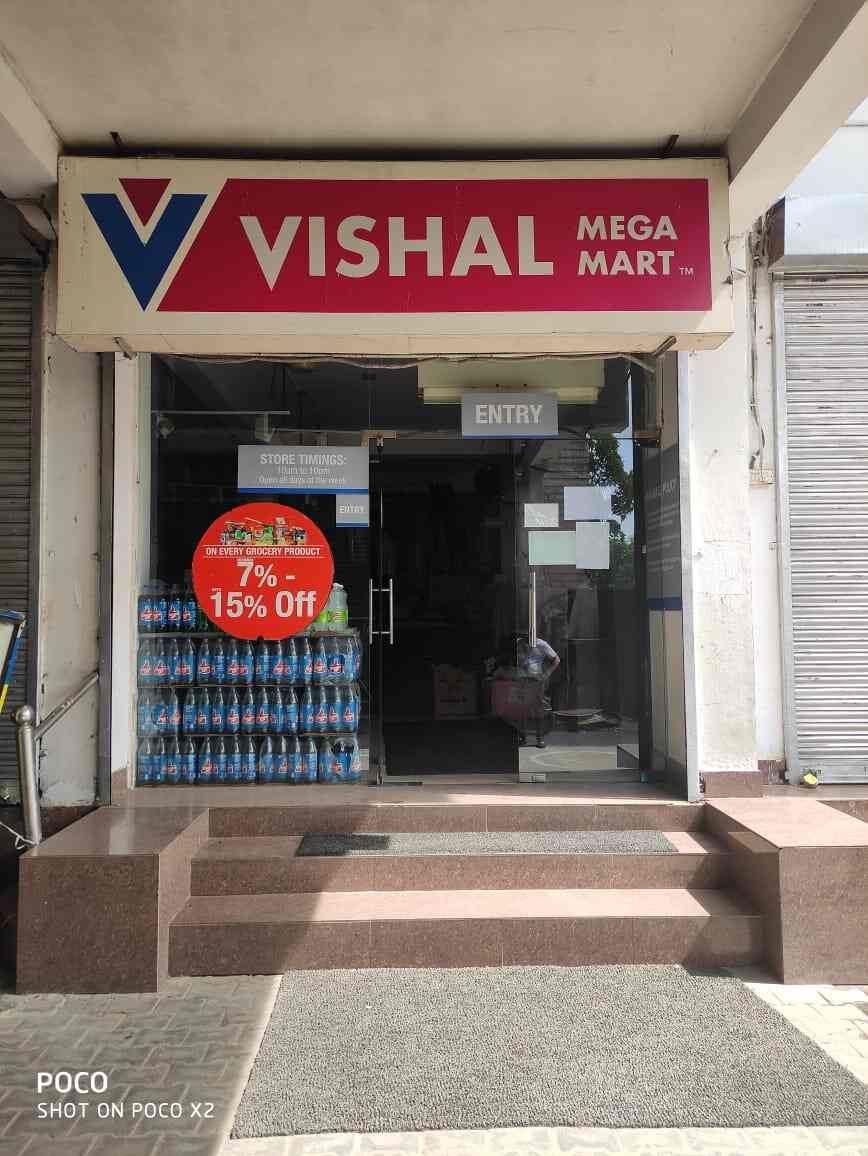 VISHAL MEGA MART TM
ENTRY
STORE TIMINGS:
10am to 10pm
Open all days of the week
ENTRY
ON EVERY GROCERY PRODUCT
7% -
15% Off
POCO
SHOT ON POCO X2